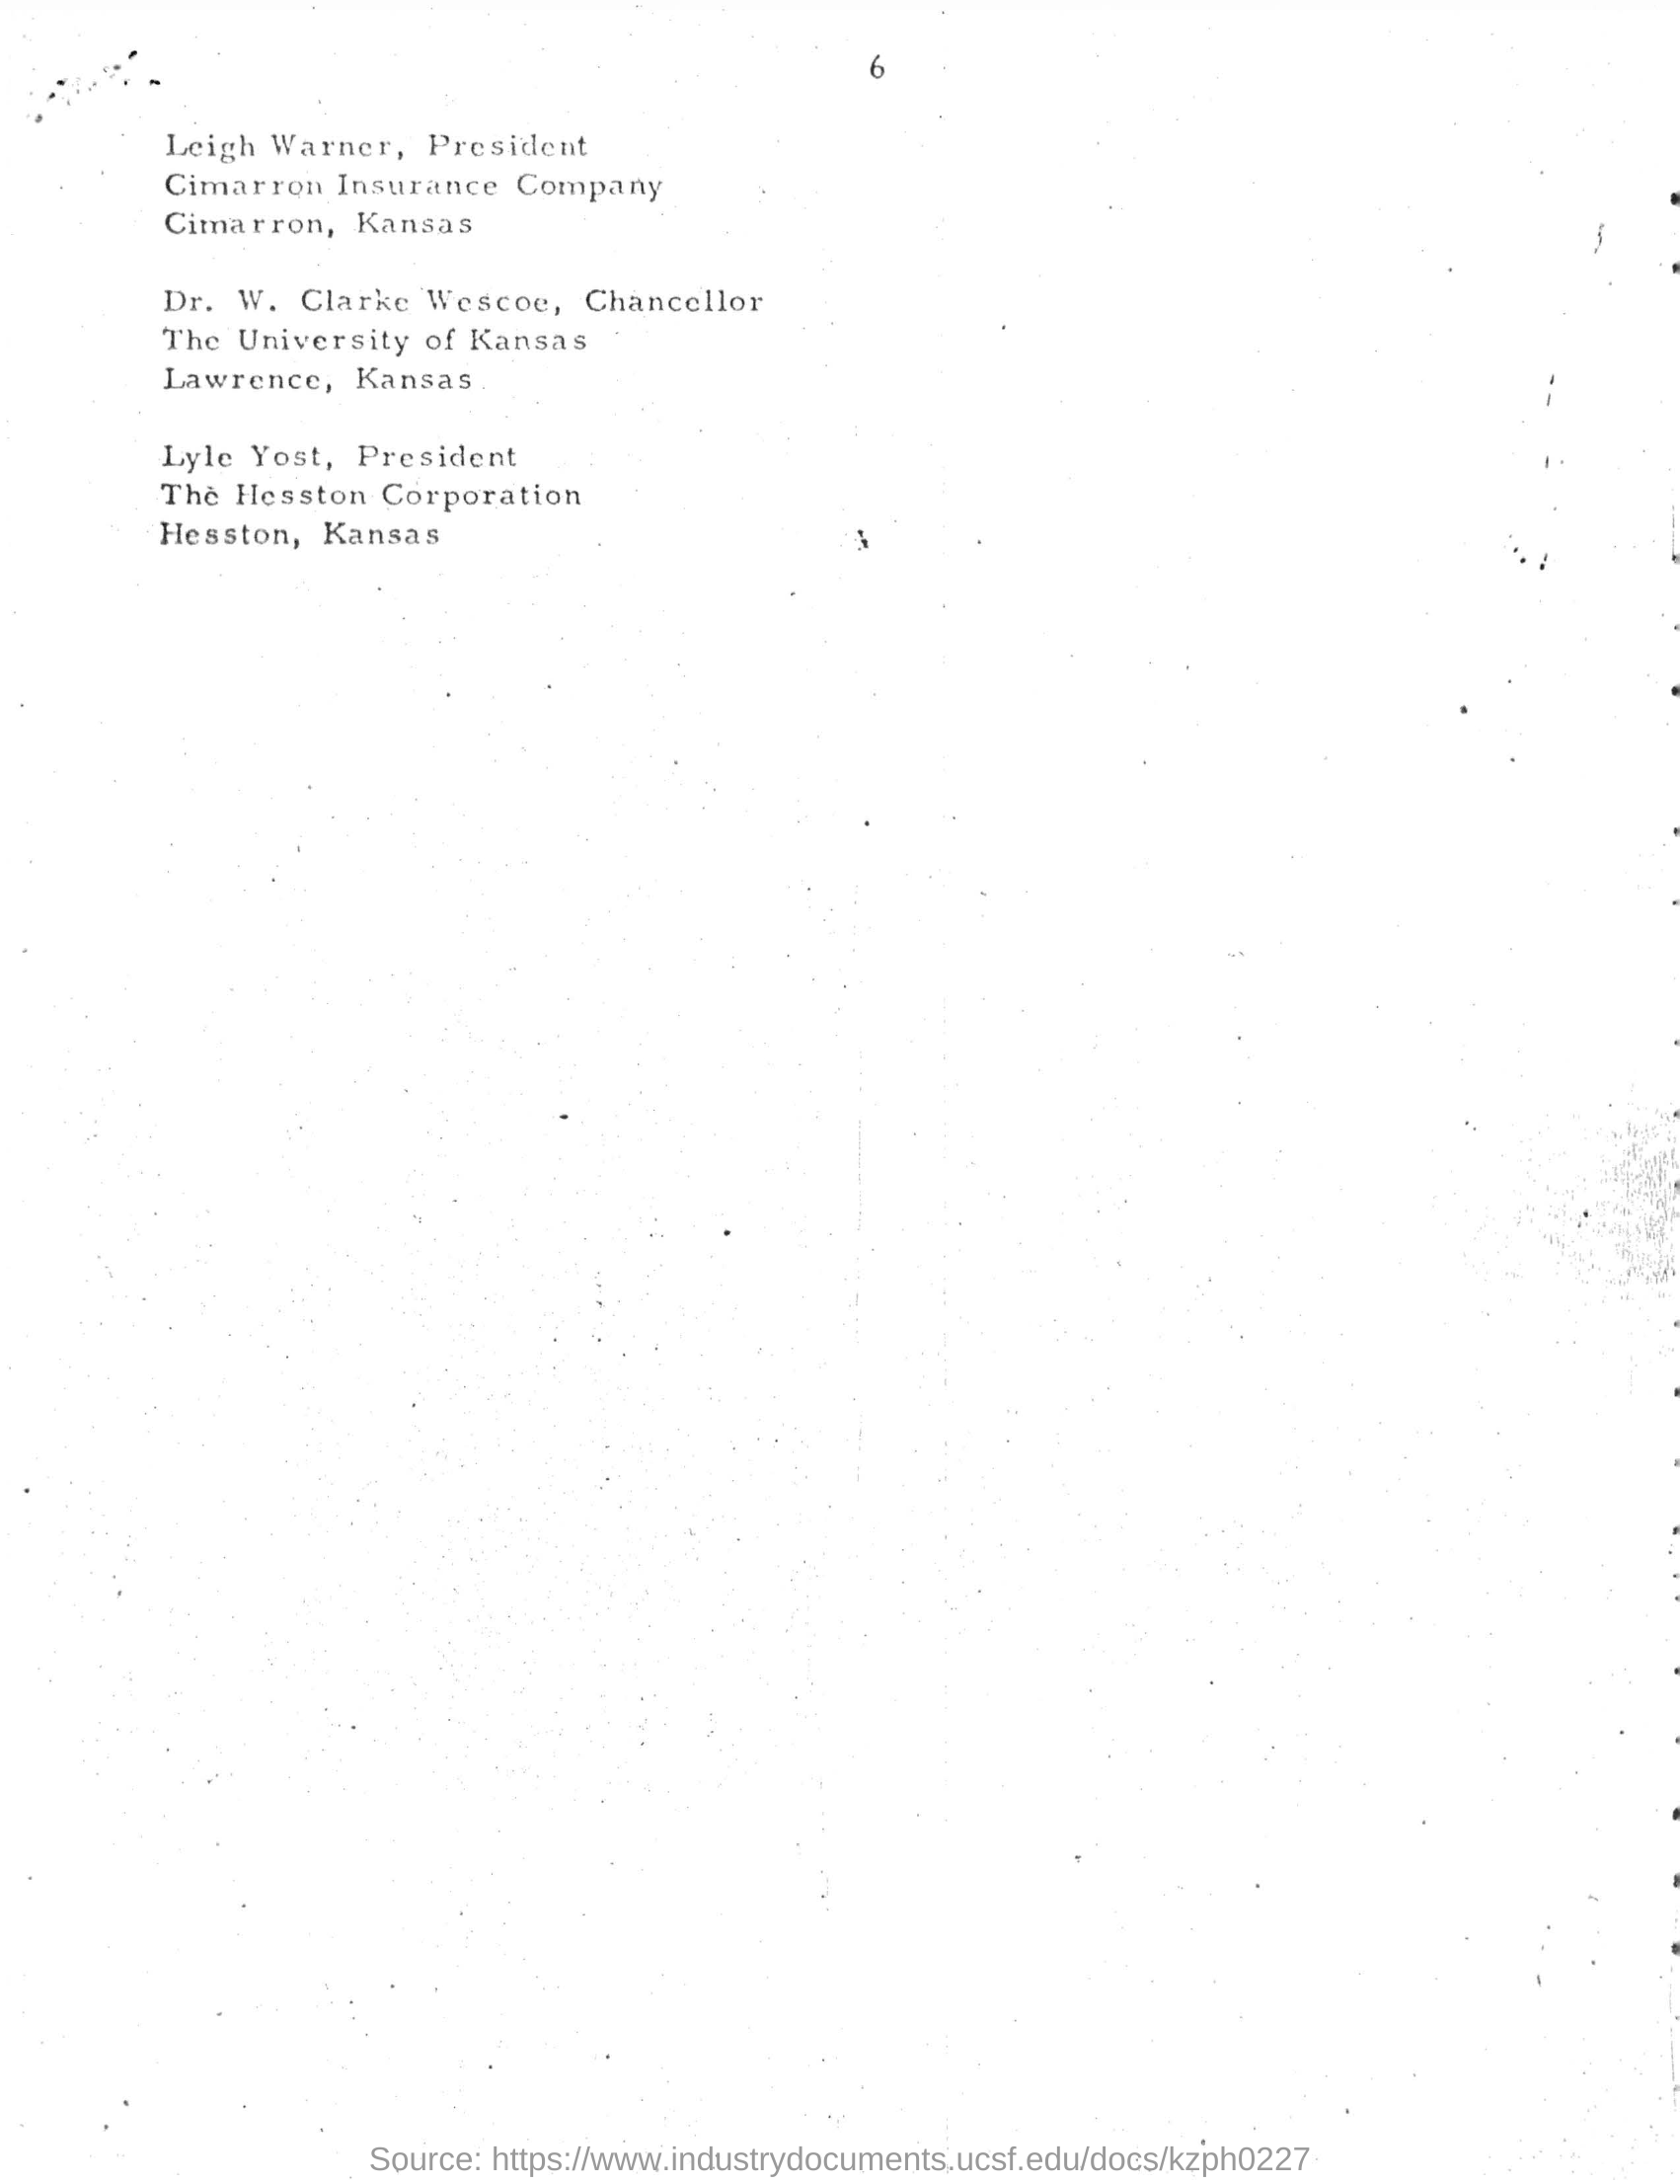 6
Leigh Warner, President
Cimarron Insurance Company
Cimarron, Kansas
Dr. W. Clarke Wescoe, Chancellor
The University of Kansas
Lawrence, Kansas
Lyle Yost, President
The Hesston Corporation
Hesston, Kansas
Source: https://www.industrydocuments.ucsf.edu/docs/kzph0227